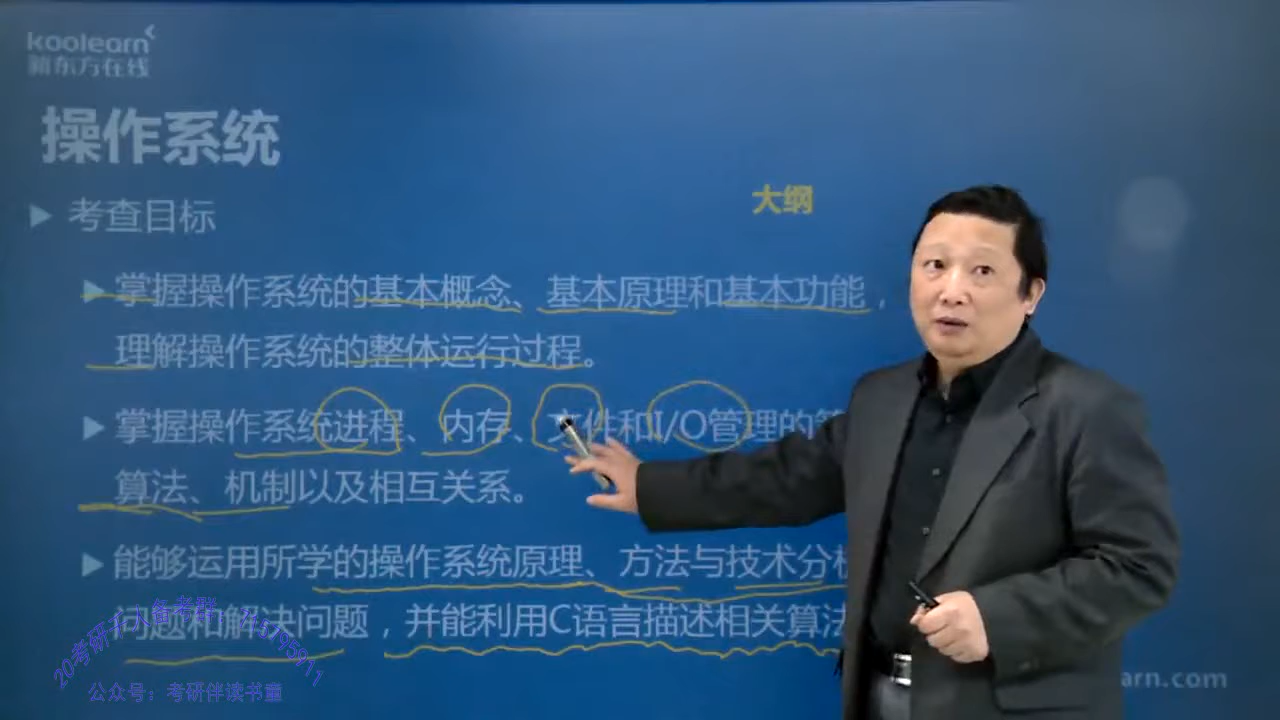 koolearn
新东方在线
操作系统
考查目标
大纲
掌握操作系统的基本概念、基本原理和基本功能，
理解操作系统的整体运行过程。
掌握操作系统进程、内存、文件和I/O管理的
算法、机制以及相互关系。
能够运用所学的操作系统原理、方法与技术分析
问题和解决问题，并能利用C语言描述相关算法
公众号：考研伴读书童
arn.com